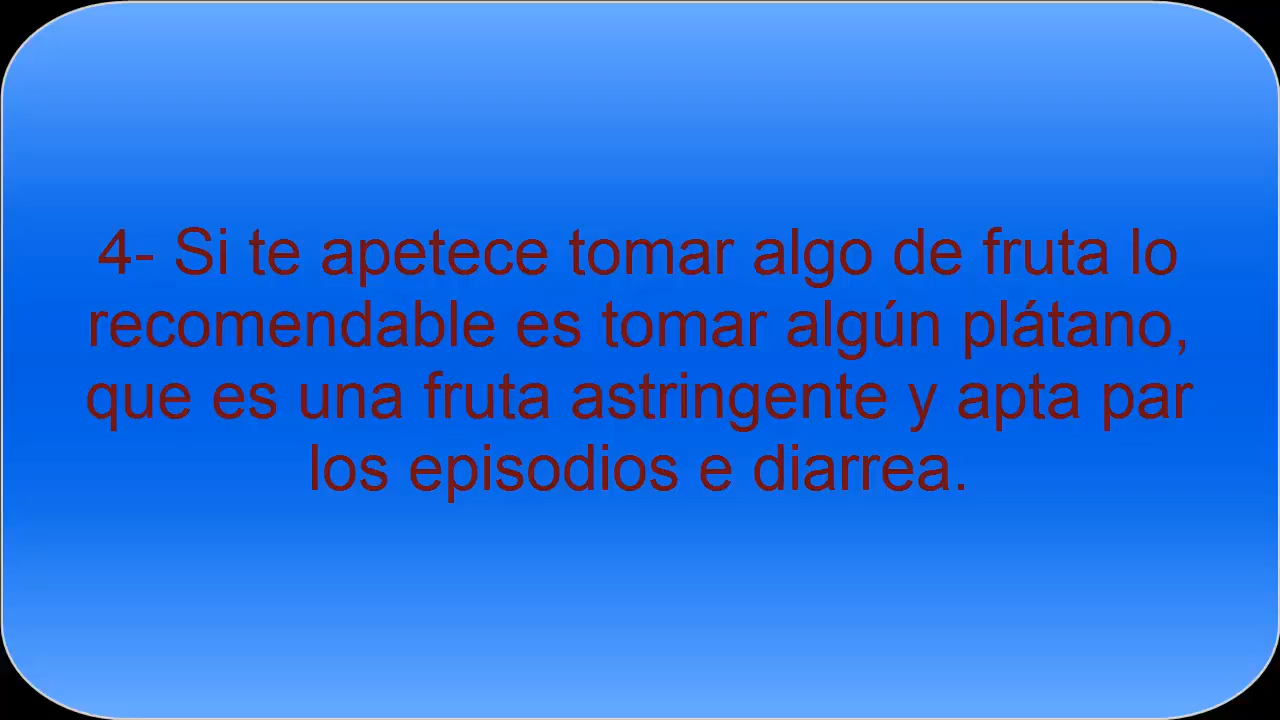 4- Si te apetece tomar algo de fruta lo
recomendable es tomar algún plátano,
que es una fruta astringente y apta par
los episodios e diarrea.